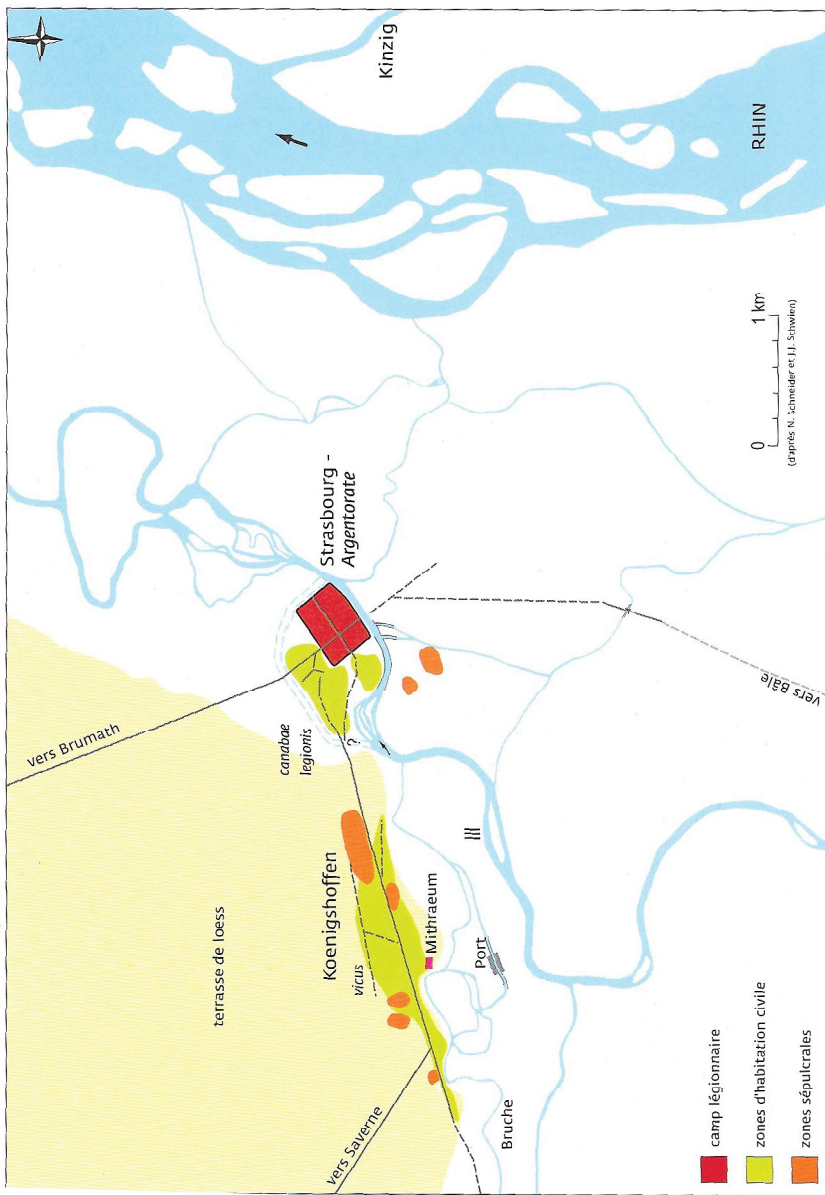 vers Brumath
terrasse de loess
canabae
legionis
Strasbourg -
Argentorate
Kinzig
Koenigshoffen
vicus
?
vers Saverne
Mithraeum
Port
Ill
Bruche
vers Bâle
RHIN
0 1 km
(d'après N. Schneider et J.J. Schwien)
camp légionnaire
zones d'habitation civile
zones sépulcrales